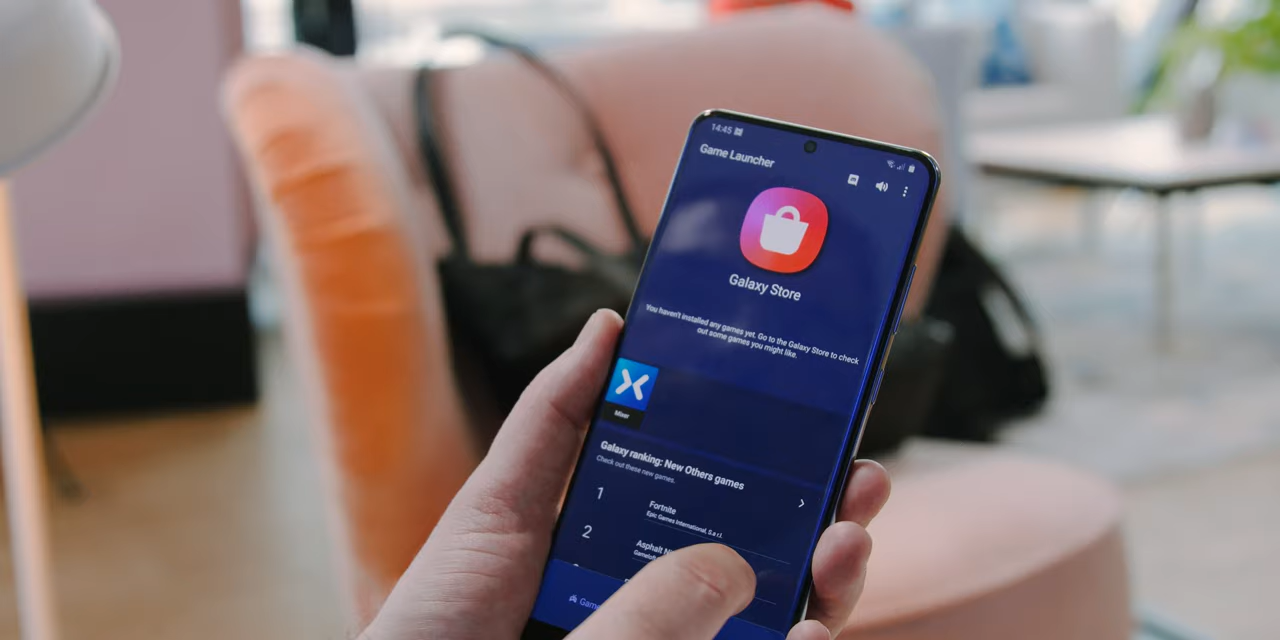 14:45
Game Launcher
Galaxy Store
You haven't installed any games yet. Go to the Galaxy Store to check
out some games you might like.
Mixer
Galaxy ranking: New Others games
Check out these new games.
1
Fortnite
Epic Games International, S.a r.l.
2
Asphalt